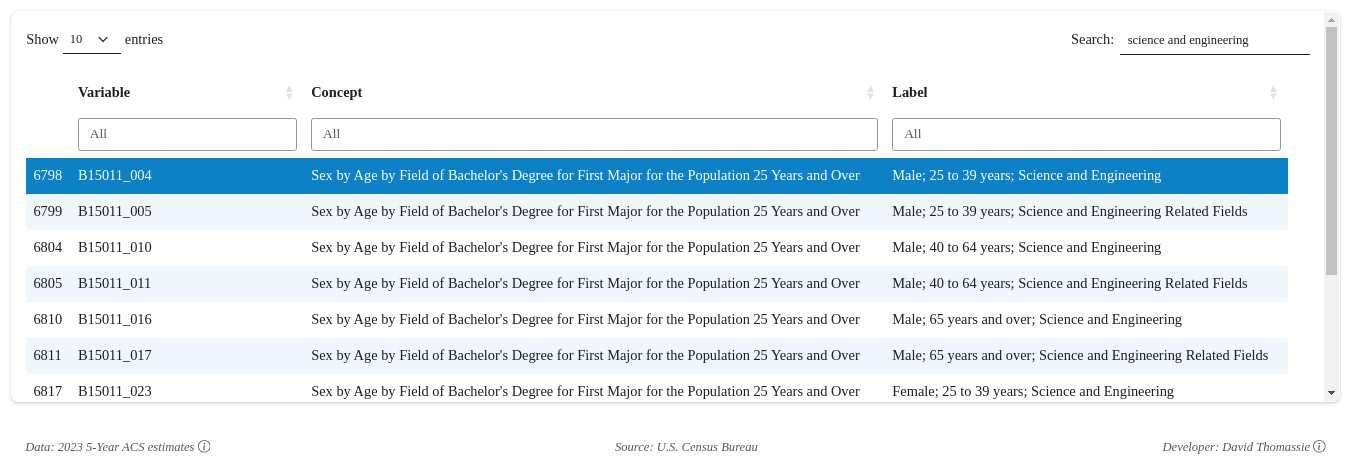 Show 10 entries Search: science and engineering
Variable Concept Label
All All All
6798 B15011_004 Sex by Age by Field of Bachelor's Degree for First Major for the Population 25 Years and Over Male; 25 to 39 years; Science and Engineering
6799 B15011_005 Sex by Age by Field of Bachelor's Degree for First Major for the Population 25 Years and Over Male; 25 to 39 years; Science and Engineering Related Fields
6804 B15011_010 Sex by Age by Field of Bachelor's Degree for First Major for the Population 25 Years and Over Male; 40 to 64 years; Science and Engineering
6805 B15011_011 Sex by Age by Field of Bachelor's Degree for First Major for the Population 25 Years and Over Male; 40 to 64 years; Science and Engineering Related Fields
6810 B15011_016 Sex by Age by Field of Bachelor's Degree for First Major for the Population 25 Years and Over Male; 65 years and over; Science and Engineering
6811 B15011_017 Sex by Age by Field of Bachelor's Degree for First Major for the Population 25 Years and Over Male; 65 years and over; Science and Engineering Related Fields
6817 B15011_023 Sex by Age by Field of Bachelor's Degree for First Major for the Population 25 Years and Over Female; 25 to 39 years; Science and Engineering
Data: 2023 5-Year ACS estimates Source: U.S. Census Bureau Developer: David Thomassie